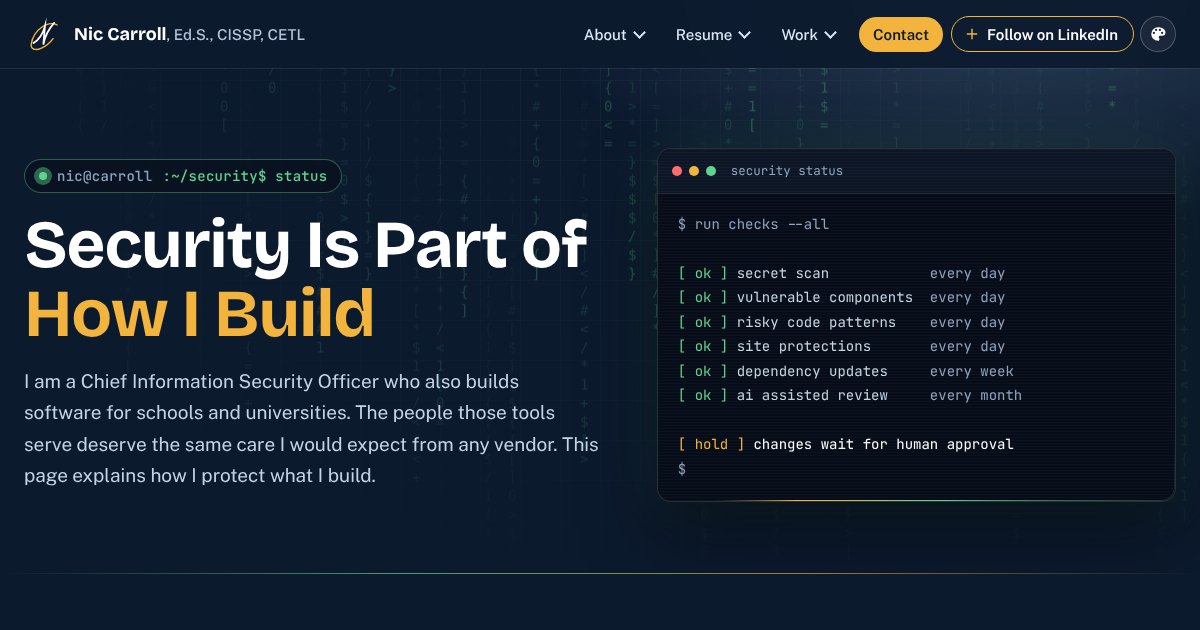 Nic Carroll, Ed.S., CISSP, CETL
About
Resume
Work
Contact
+ Follow on LinkedIn
nic@carroll :~/security$ status
Security Is Part of
How I Build
I am a Chief Information Security Officer who also builds
software for schools and universities. The people those tools
serve deserve the same care I would expect from any vendor. This
page explains how I protect what I build.
security status
$ run checks --all
[ ok ] secret scan every day
[ ok ] vulnerable components every day
[ ok ] risky code patterns every day
[ ok ] site protections every day
[ ok ] dependency updates every week
[ ok ] ai assisted review every month
[ hold ] changes wait for human approval
$